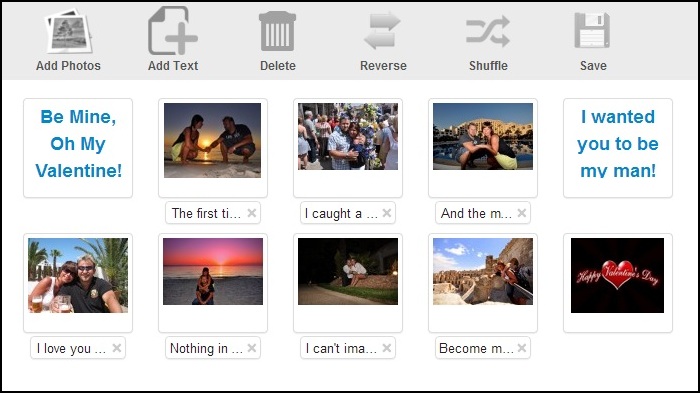 Add Photos
Add Text
Delete
Reverse
Shuffle
Save
Be Mine,
Oh My
Valentine!
I wanted
you to be
my man!
The first ti...
I caught a ...
And the m...
Happy Valentine's Day
I love you ...
Nothing in ...
I can't ima...
Become m...